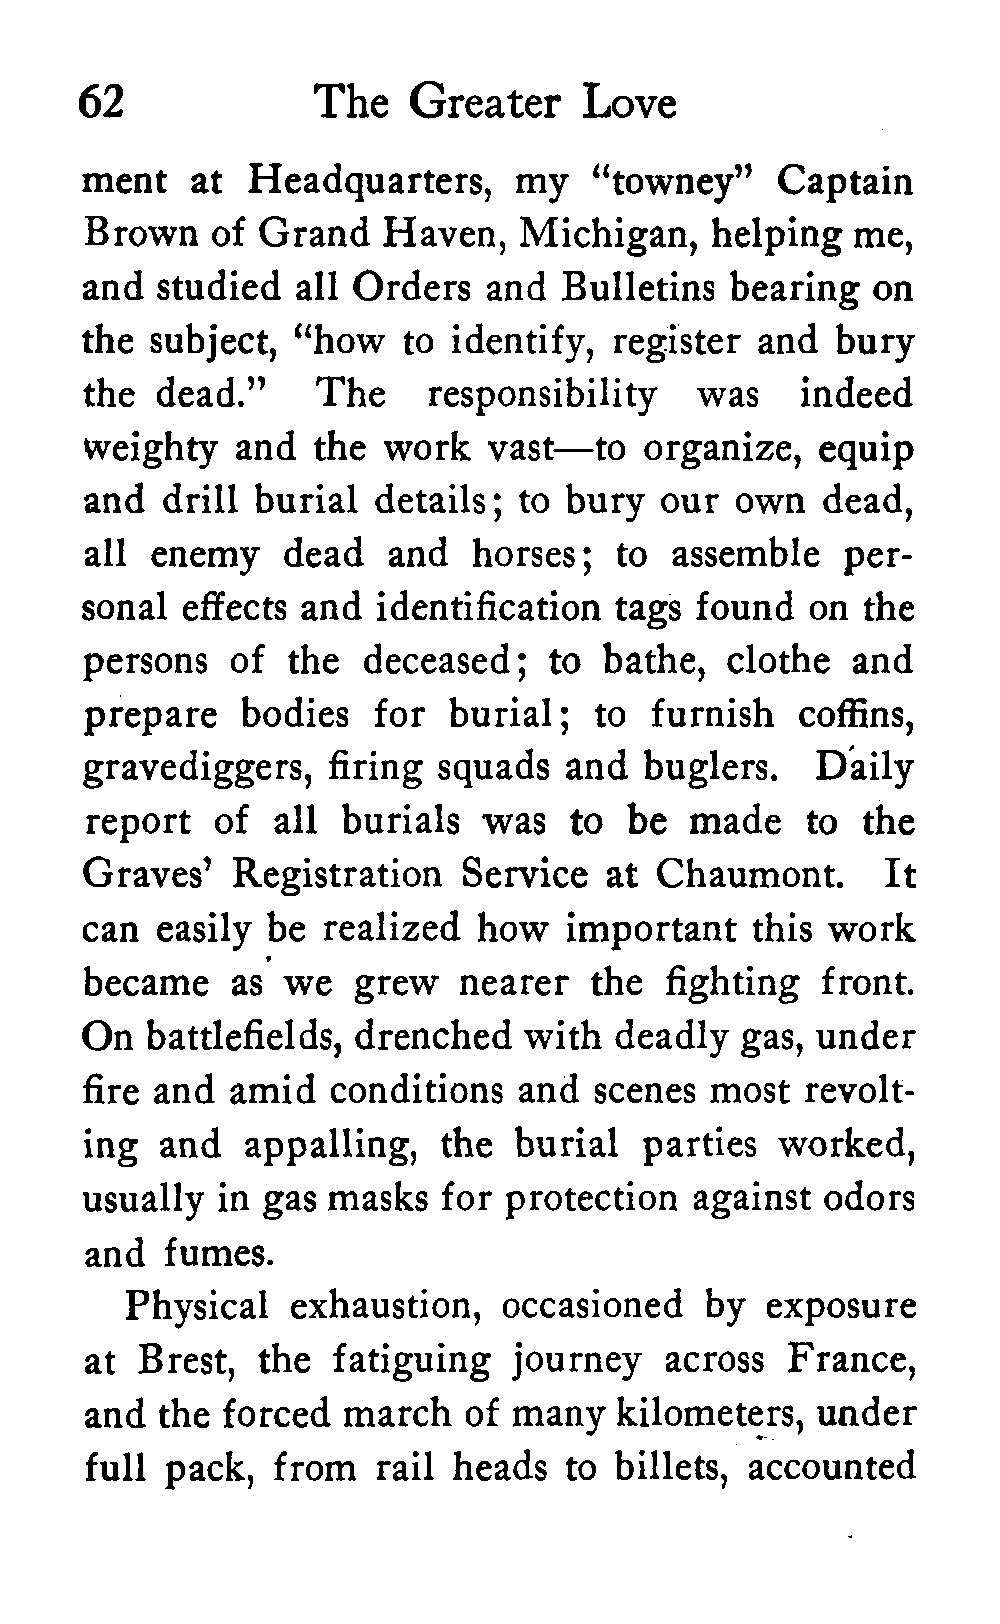 62 The Greater Love
ment at Headquarters, my “towney” Captain
Brown of Grand Haven, Michigan, helping me,
and studied all Orders and Bulletins bearing on
the subject, “how to identify, register and bury
the dead.” The responsibility was indeed
weighty and the work vast—to organize, equip
and drill burial details; to bury our own dead,
all enemy dead and horses; to assemble per-
sonal effects and identification tags found on the
persons of the deceased; to bathe, clothe and
prepare bodies for burial; to furnish coffins,
gravediggers, firing squads and buglers. Daily
report of all burials was to be made to the
Graves’ Registration Service at Chaumont. It
can easily be realized how important this work
became as we grew nearer the fighting front.
On battlefields, drenched with deadly gas, under
fire and amid conditions and scenes most revolt-
ing and appalling, the burial parties worked,
usually in gas masks for protection against odors
and fumes.
Physical exhaustion, occasioned by exposure
at Brest, the fatiguing journey across France,
and the forced march of many kilometers, under
full pack, from rail heads to billets, accounted